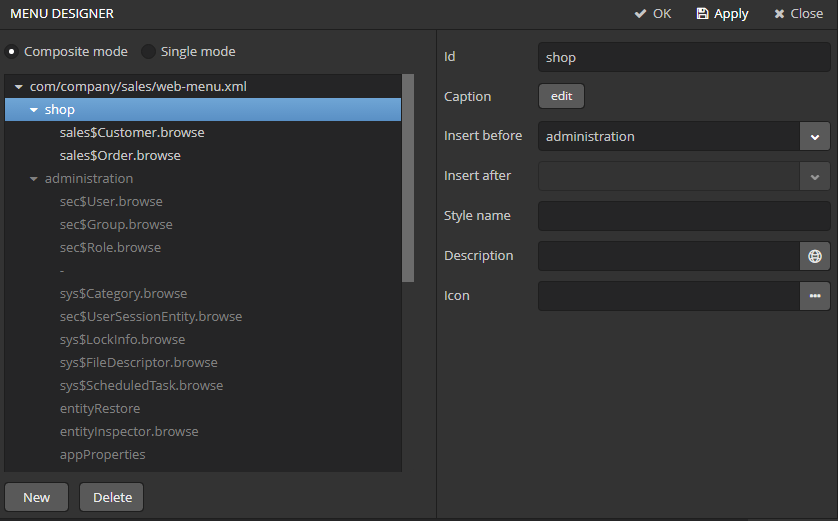 MENU DESIGNER
OK Apply Close
Composite mode Single mode
com/company/sales/web-menu.xml
shop
sales$Customer.browse
sales$Order.browse
administration
sec$User.browse
sec$Group.browse
sec$Role.browse
-
sys$Category.browse
sec$UserSessionEntity.browse
sys$LockInfo.browse
sys$FileDescriptor.browse
sys$ScheduledTask.browse
entityRestore
entityInspector.browse
appProperties
New Delete
Id shop
Caption edit
Insert before administration
Insert after
Style name
Description
Icon